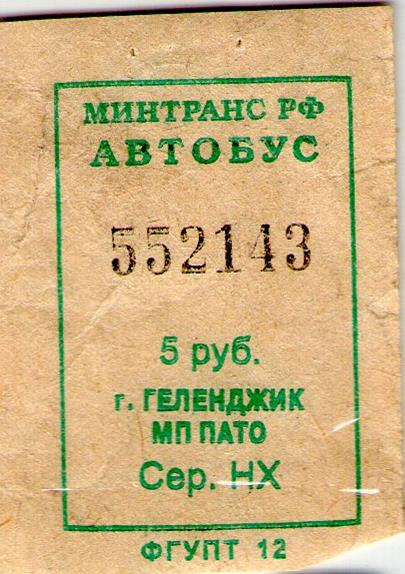 МИНТРАНС РФ
АВТОБУС
552143
5 руб.
г. ГЕЛЕНДЖИК
МП ПАТО
Сер. НХ
ФГУПТ 12